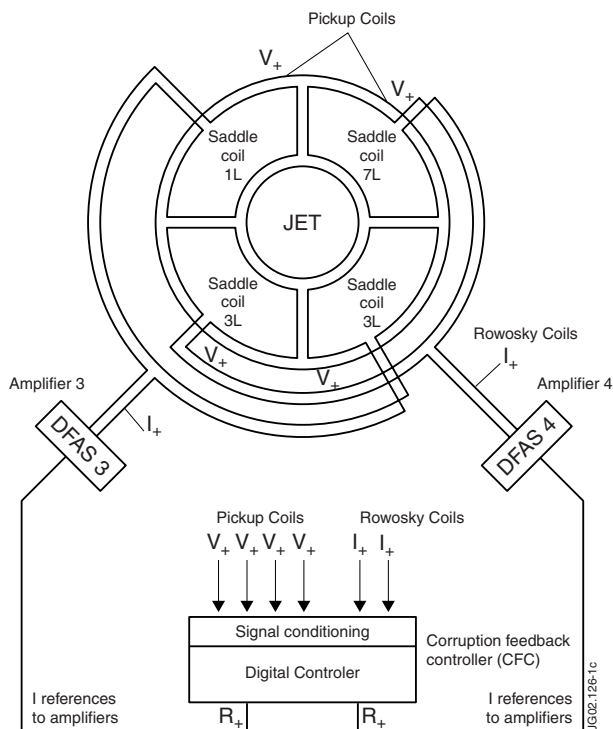 Pickup Coils
V+
V+
Saddle
coil
1L
Saddle
coil
7L
JET
Saddle
coil
3L
Saddle
coil
3L
V+
V+
Rowosky Coils
I+
Amplifier 3
Amplifier 4
I+
DFAS 3
DFAS 4
Pickup Coils
Rowosky Coils
V+ V+ V+ V+ I+ I+
Signal conditioning
Digital Controler
Corruption feedback
controller (CFC)
I references
to amplifiers
R+
R+
I references
to amplifiers
JG02.126-1c